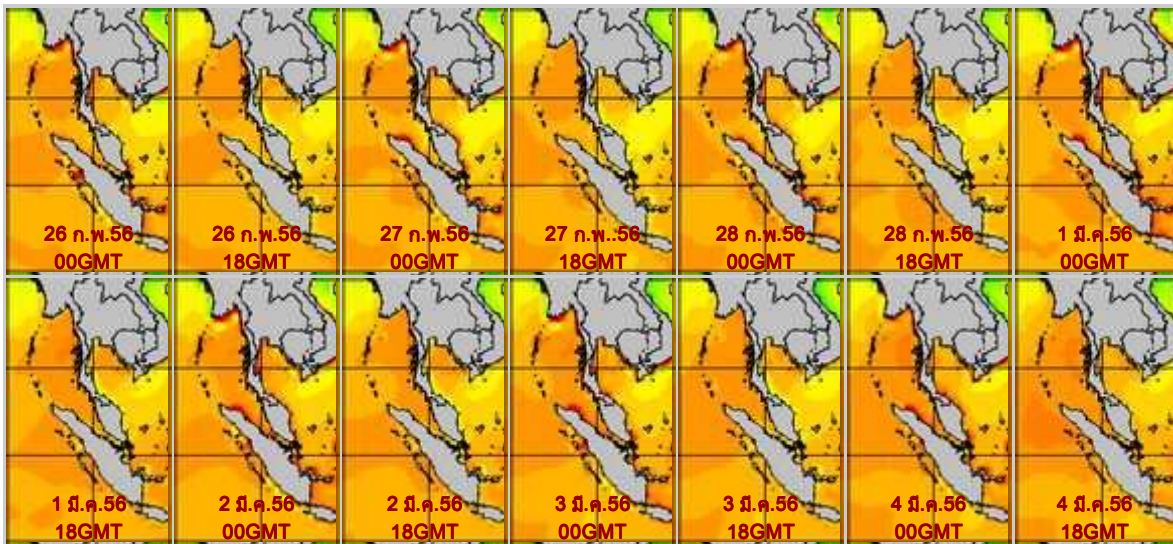 26 ก.พ.56
00GMT
26 ก.พ.56
18GMT
27 ก.พ.56
00GMT
27 ก.พ..56
18GMT
28 ก.พ.56
00GMT
28 ก.พ.56
18GMT
1 มี.ค.56
00GMT
1 มี.ค.56
18GMT
2 มี.ค.56
00GMT
2 มี.ค.56
18GMT
3 มี.ค.56
00GMT
3 มี.ค.56
18GMT
4 มี.ค.56
00GMT
4 มี.ค.56
18GMT